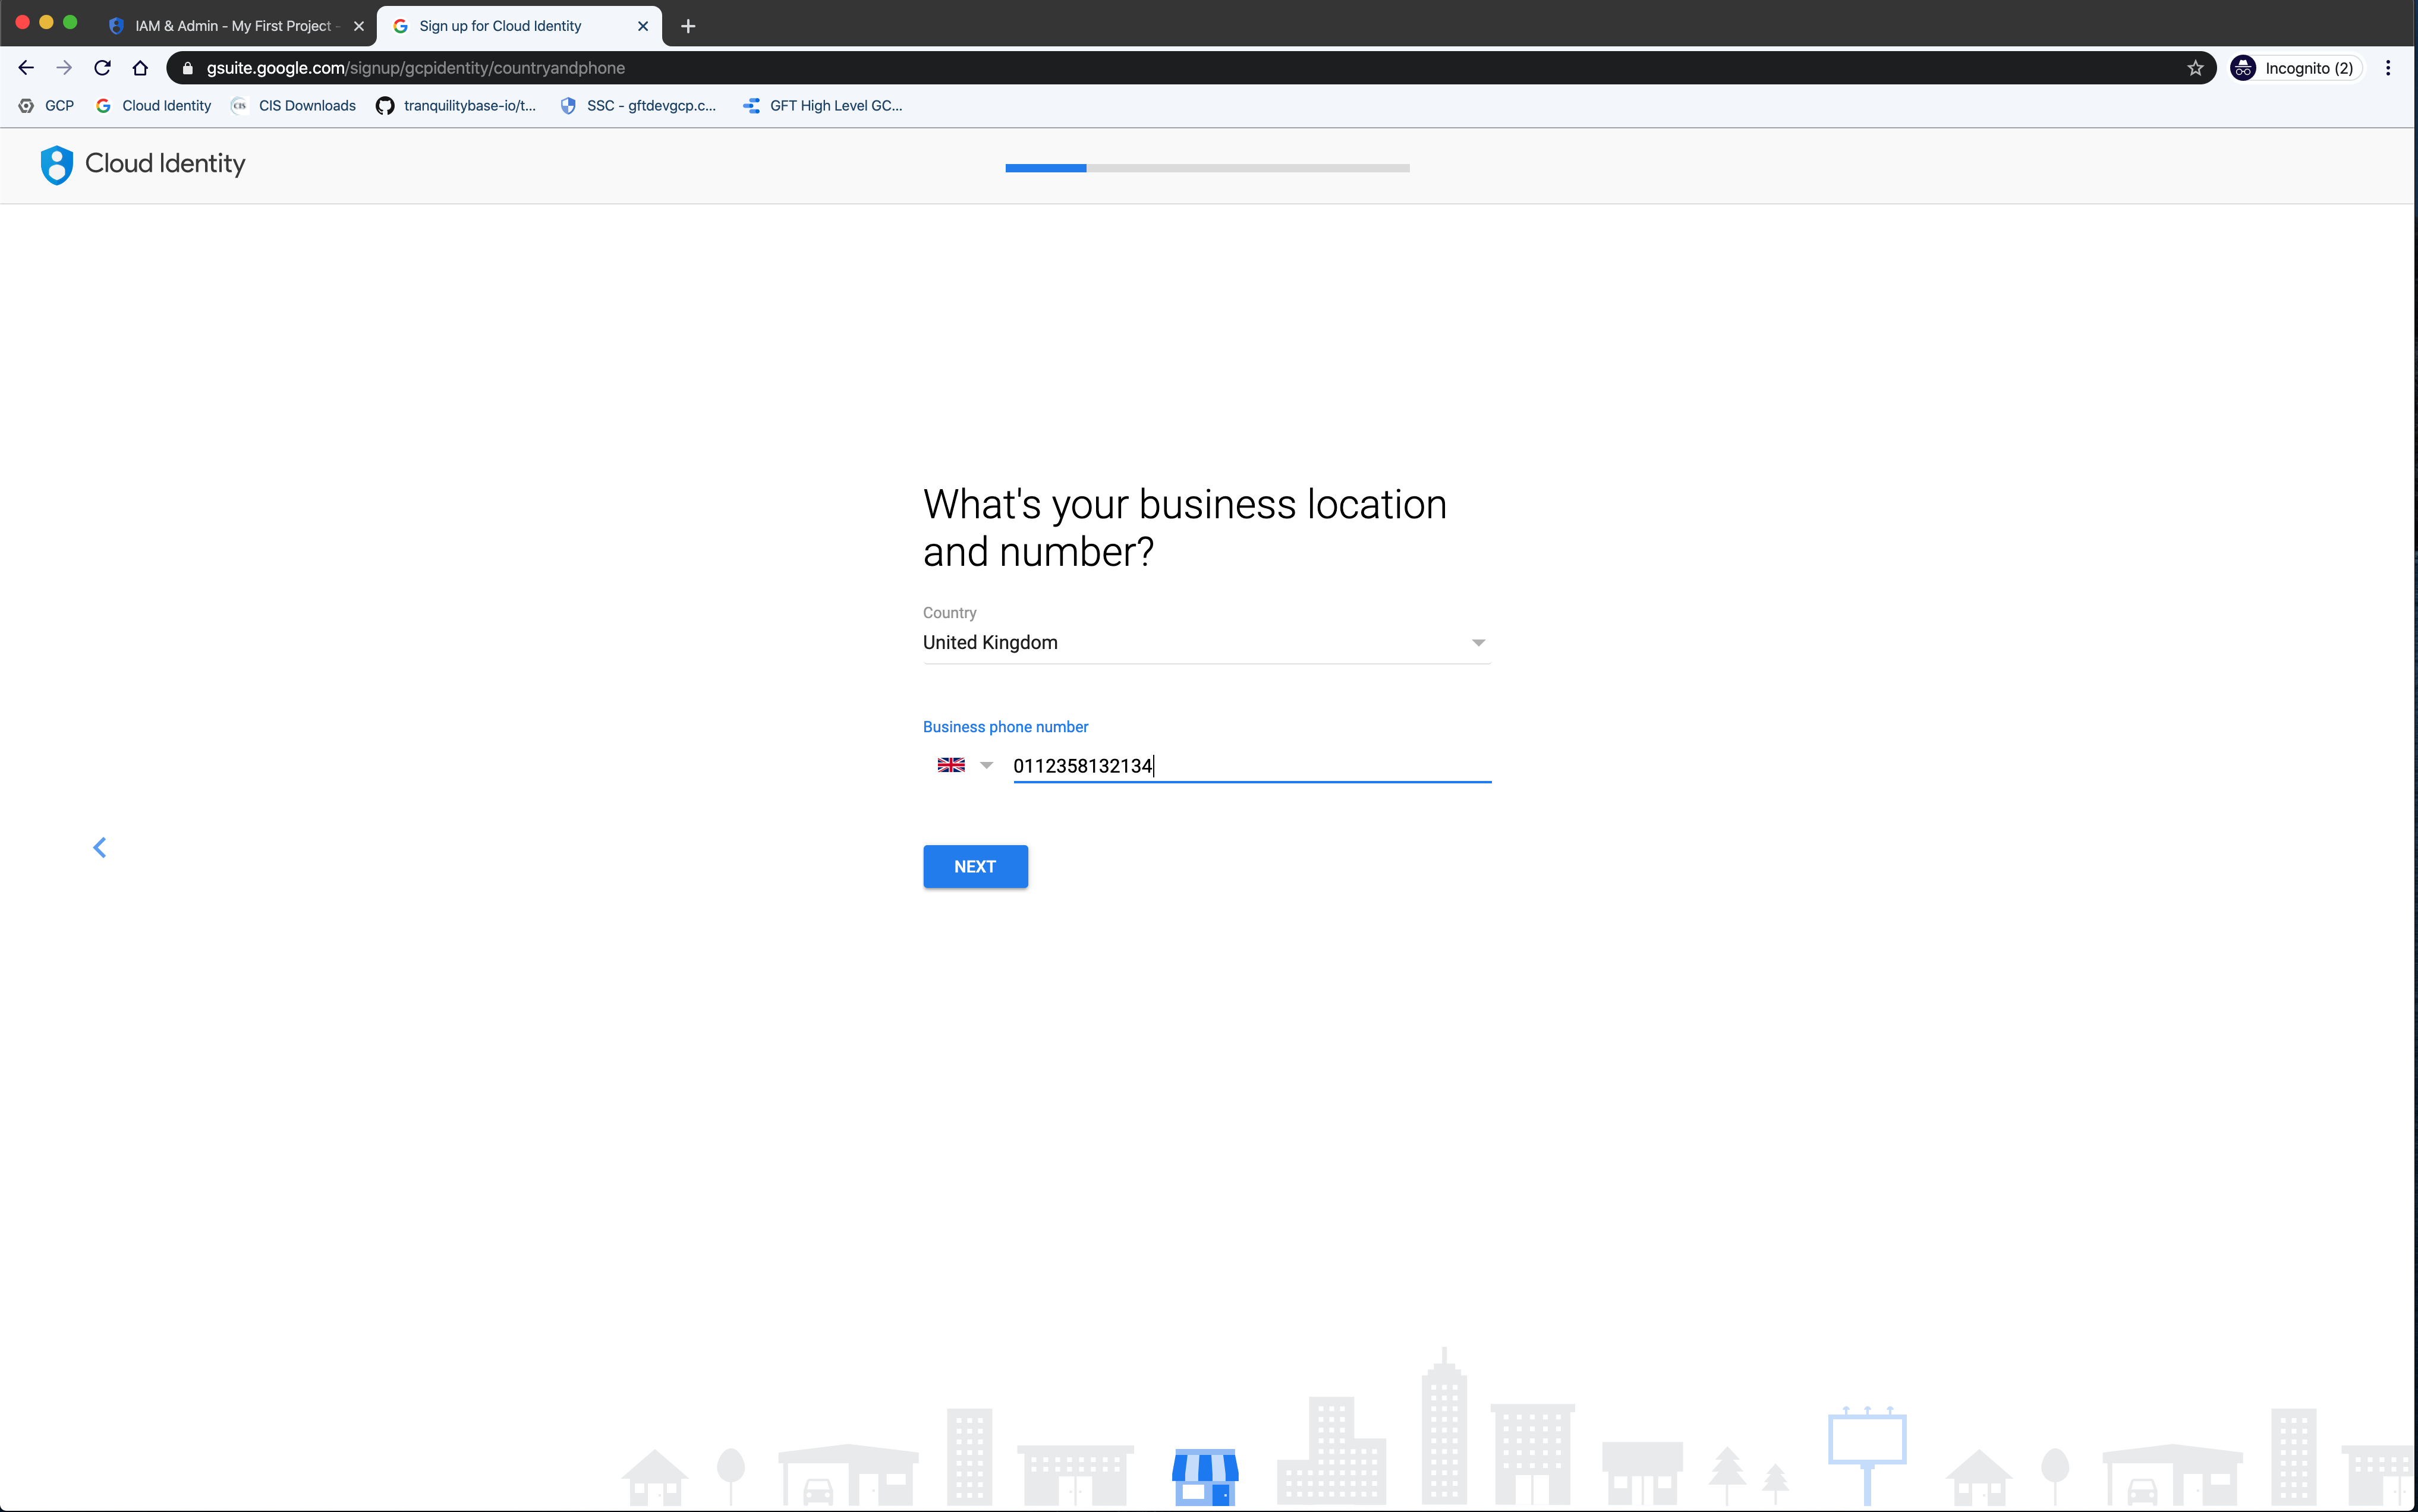 IAM & Admin - My First Project -
Sign up for Cloud Identity
gsuite.google.com/signup/gcpidentity/countryandphone
Incognito (2)
GCP
Cloud Identity
CIS
CIS Downloads
tranquilitybase-io/t...
SSC - gftdevgcp.c...
GFT High Level GC...
Cloud Identity
What's your business location
and number?
Country
United Kingdom
Business phone number
0112358132134
NEXT